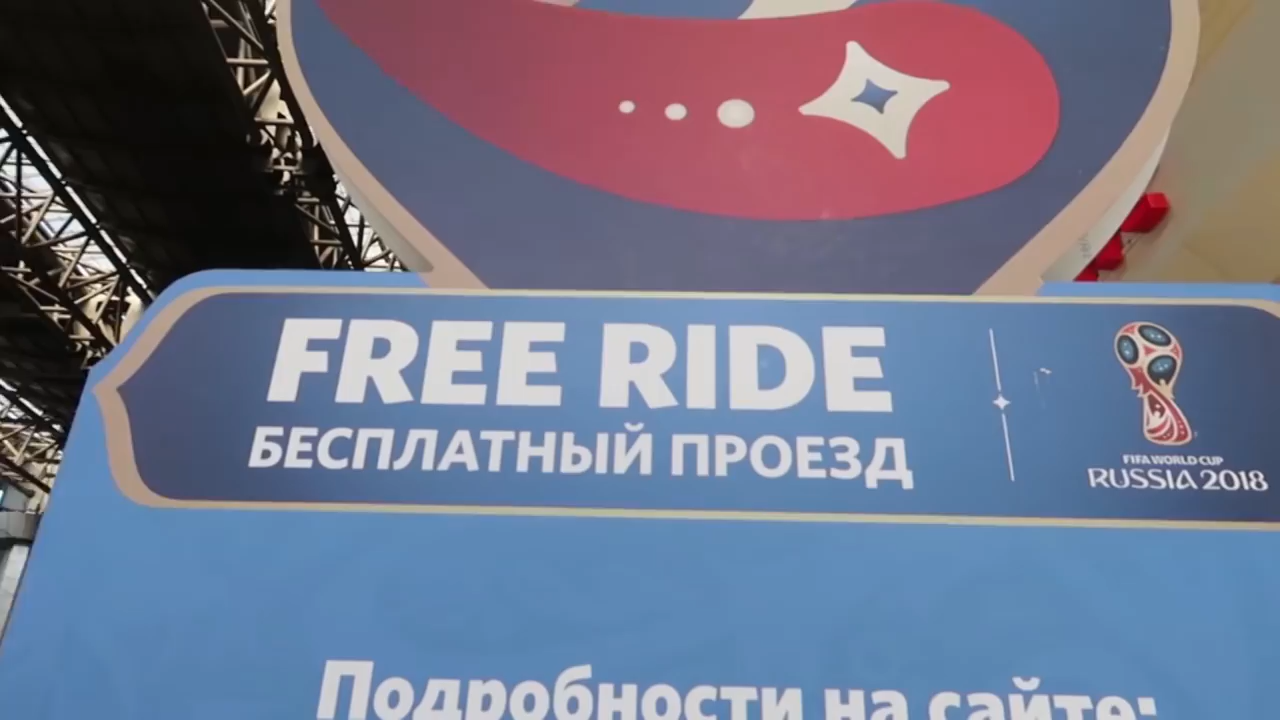 FREE RIDE
БЕСПЛАТНЫЙ ПРОЕЗД
FIFA WORLD CUP
RUSSIA 2018
Подробности на сайте: